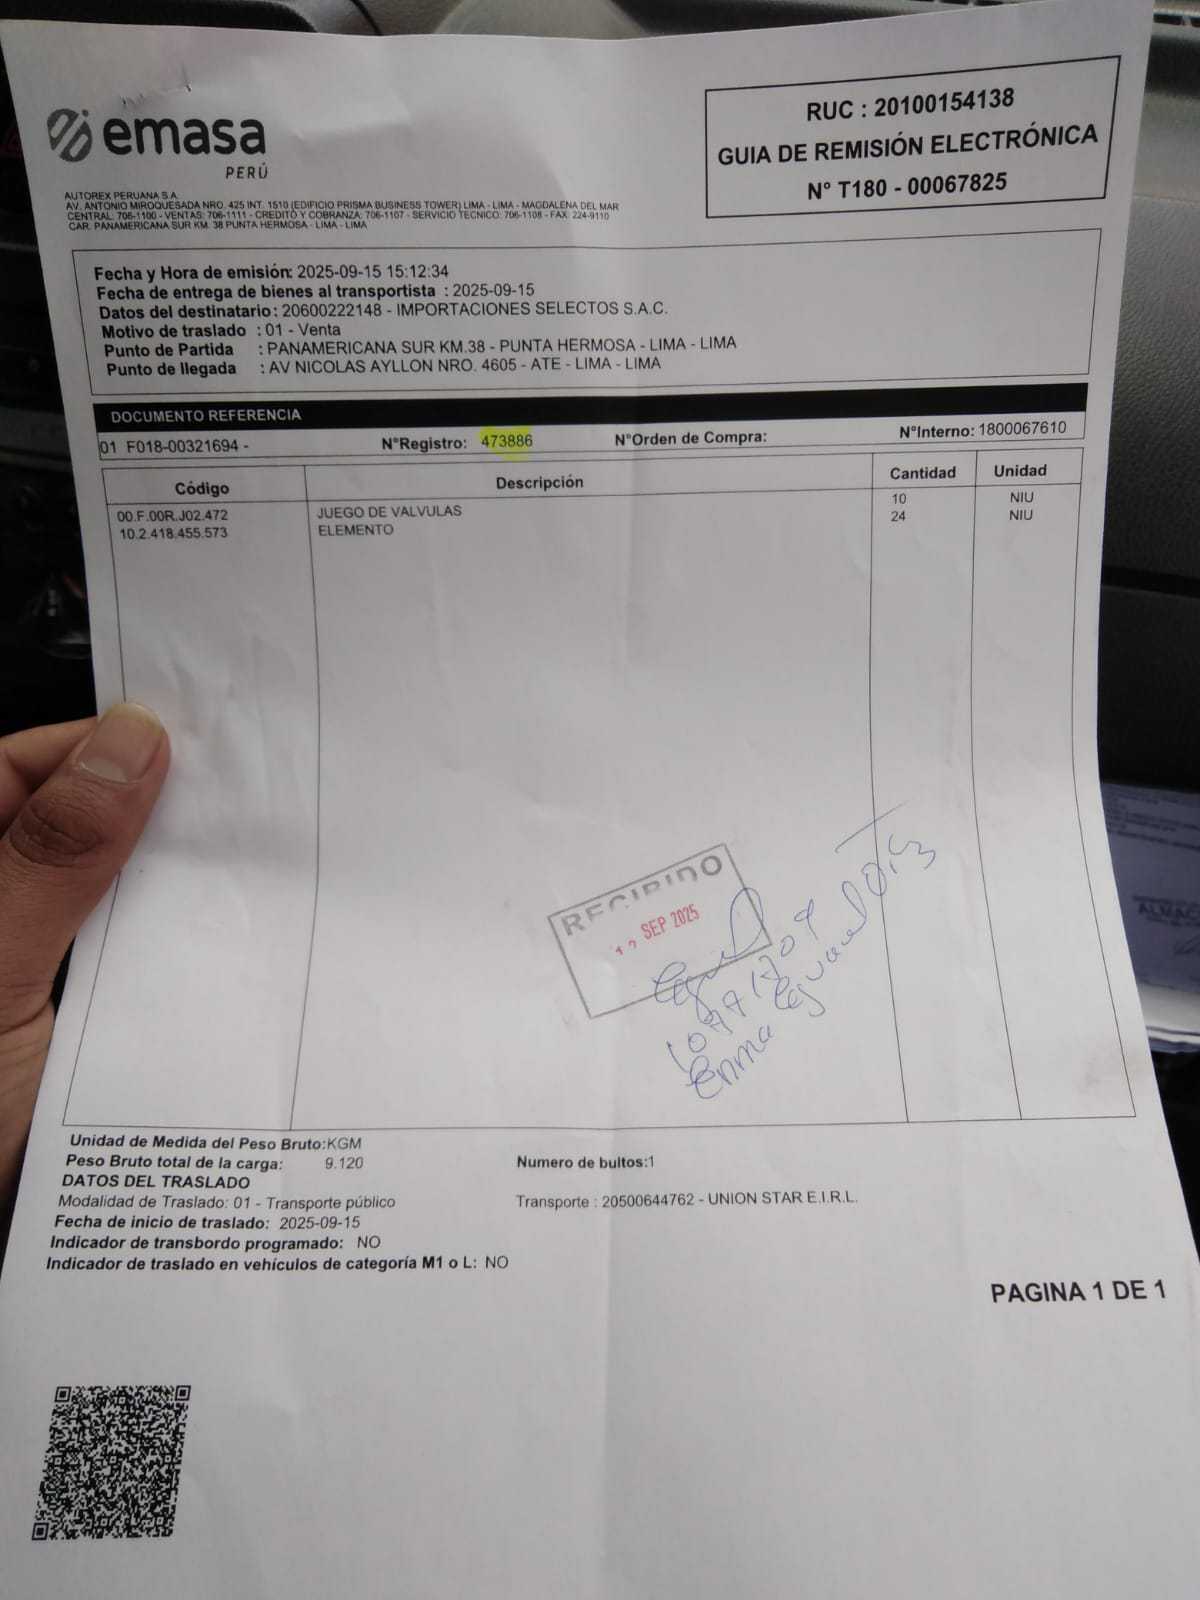 emasa
PERÚ
AUTOREX PERUANA S.A.
AV. ANTONIO MIROQUESADA NRO. 425 INT. 1510 (EDIFICIO PRISMA BUSINESS TOWER) LIMA - LIMA - MAGDALENA DEL MAR
CENTRAL: 706-1100 - VENTAS: 706-1111 - CREDITO Y COBRANZA: 706-1107 - SERVICIO TECNICO: 706-1108 - FAX: 224-9110
CAR. PANAMERICANA SUR KM. 38 PUNTA HERMOSA - LIMA - LIMA
RUC : 20100154138
GUIA DE REMISIÓN ELECTRÓNICA
N° T180 - 00067825
Fecha y Hora de emisión: 2025-09-15 15:12:34
Fecha de entrega de bienes al transportista : 2025-09-15
Datos del destinatario : 20600222148 - IMPORTACIONES SELECTOS S.A.C.
Motivo de traslado : 01 - Venta
Punto de Partida : PANAMERICANA SUR KM.38 - PUNTA HERMOSA - LIMA - LIMA
Punto de llegada : AV NICOLAS AYLLON NRO. 4605 - ATE - LIMA - LIMA
DOCUMENTO REFERENCIA
01 F018-00321694 - N°Registro: 473886 N°Orden de Compra: N°Interno: 1800067610
Código Descripción Cantidad Unidad
00.F.00R.J02.472 JUEGO DE VALVULAS 10 NIU
10.2.418.455.573 ELEMENTO 24 NIU
RECIBIDO
SEP 2025
Unidad de Medida del Peso Bruto:KGM
Peso Bruto total de la carga: 9.120 Numero de bultos:1
DATOS DEL TRASLADO
Modalidad de Traslado: 01 - Transporte público Transporte : 20500644762 - UNION STAR E.I.R.L.
Fecha de inicio de traslado: 2025-09-15
Indicador de transbordo programado: NO
Indicador de traslado en vehículos de categoría M1 o L: NO
PAGINA 1 DE 1